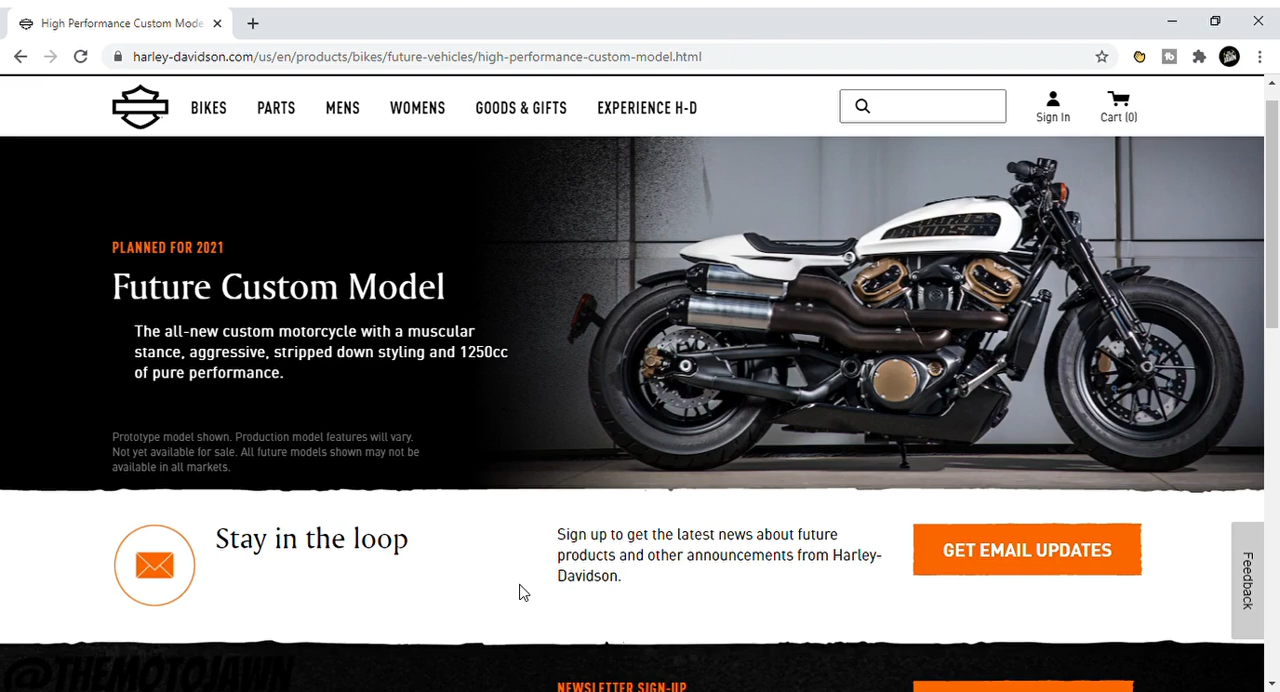 High Performance Custom Mode
harley-davidson.com/us/en/products/bikes/future-vehicles/high-performance-custom-model.html
BIKES PARTS MENS WOMENS GOODS & GIFTS EXPERIENCE H-D
Sign In
Cart (0)
PLANNED FOR 2021
Future Custom Model
The all-new custom motorcycle with a muscular
stance, aggressive, stripped down styling and 1250cc
of pure performance.
Prototype model shown. Production model features will vary.
Not yet available for sale. All future models shown may not be
available in all markets.
HARLEY
DAVIDSON
Stay in the loop
Sign up to get the latest news about future
products and other announcements from Harley-
Davidson.
GET EMAIL UPDATES
Feedback
@THEMOTOJAWN
NEWSLETTER SIGN-UP